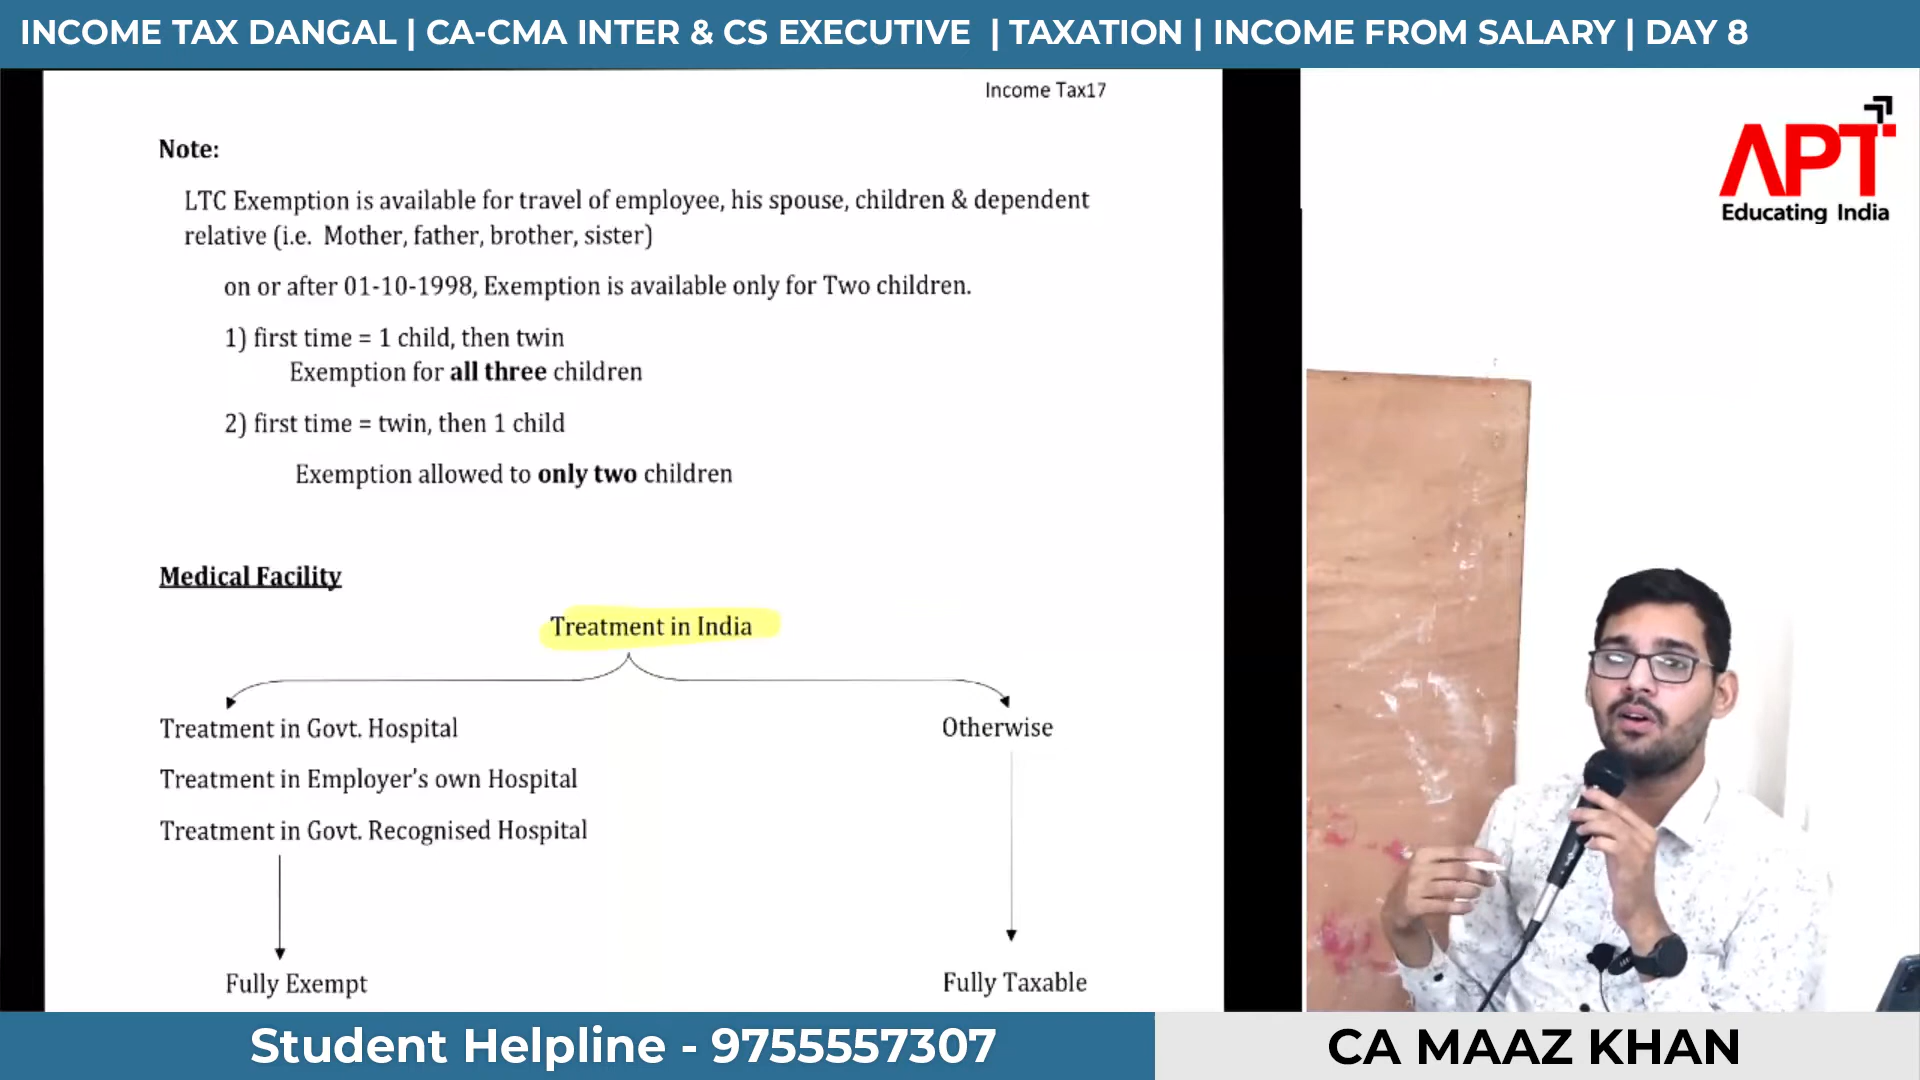 INCOME TAX DANGAL | CA-CMA INTER & CS EXECUTIVE | TAXATION | INCOME FROM SALARY | DAY 8
Income Tax17
APT
Educating India
Note:
LTC Exemption is available for travel of employee, his spouse, children & dependent
relative (i.e. Mother, father, brother, sister)
on or after 01-10-1998, Exemption is available only for Two children.
1) first time = 1 child, then twin
Exemption for all three children
2) first time = twin, then 1 child
Exemption allowed to only two children
Medical Facility
Treatment in India
Treatment in Govt. Hospital
Otherwise
Treatment in Employer's own Hospital
Treatment in Govt. Recognised Hospital
Fully Exempt
Fully Taxable
Student Helpline - 9755557307
CA MAAZ KHAN